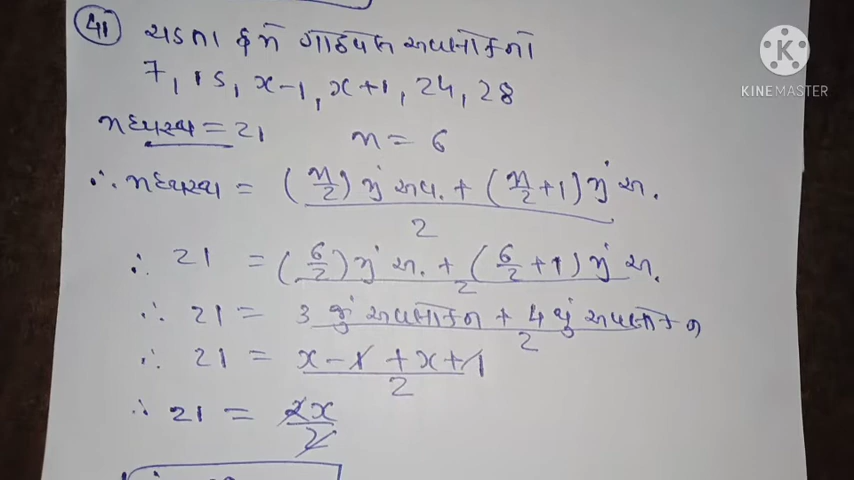 ૫) ચડતા ક્રમે ગોઠવેલ અવલોકનો
7, 15, x-1, x+1, 24, 28
મધ્યસ્થ = 21 n = 6
∴ મધ્યસ્થ = (n/2) મું અવ. + (n/2 + 1) મું અ.
2
∴ 21 = (6/2) મું અ. + (6/2 + 1) મું અ.
2
∴ 21 = 3 જું અવલોકન + 4 થું અવલોકન
2
∴ 21 = x - 1 + x + 1
2
∴ 21 = 2x
2
K
KINEMASTER